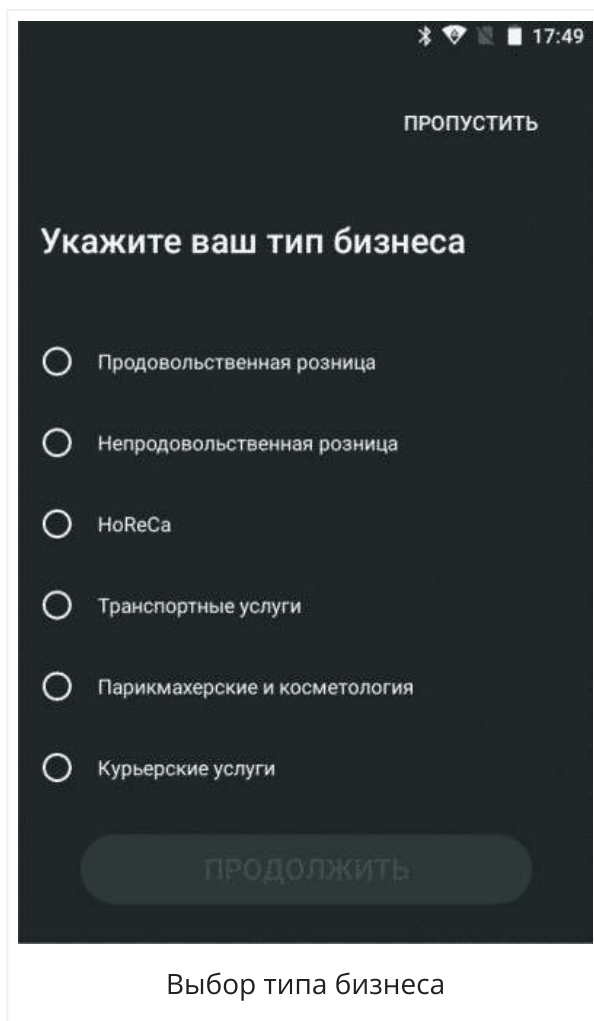 17:49
ПРОПУСТИТЬ
Укажите ваш тип бизнеса
Продовольственная розница
Непродовольственная розница
HoReCa
Транспортные услуги
Парикмахерские и косметология
Курьерские услуги
ПРОДОЛЖИТЬ
Выбор типа бизнеса